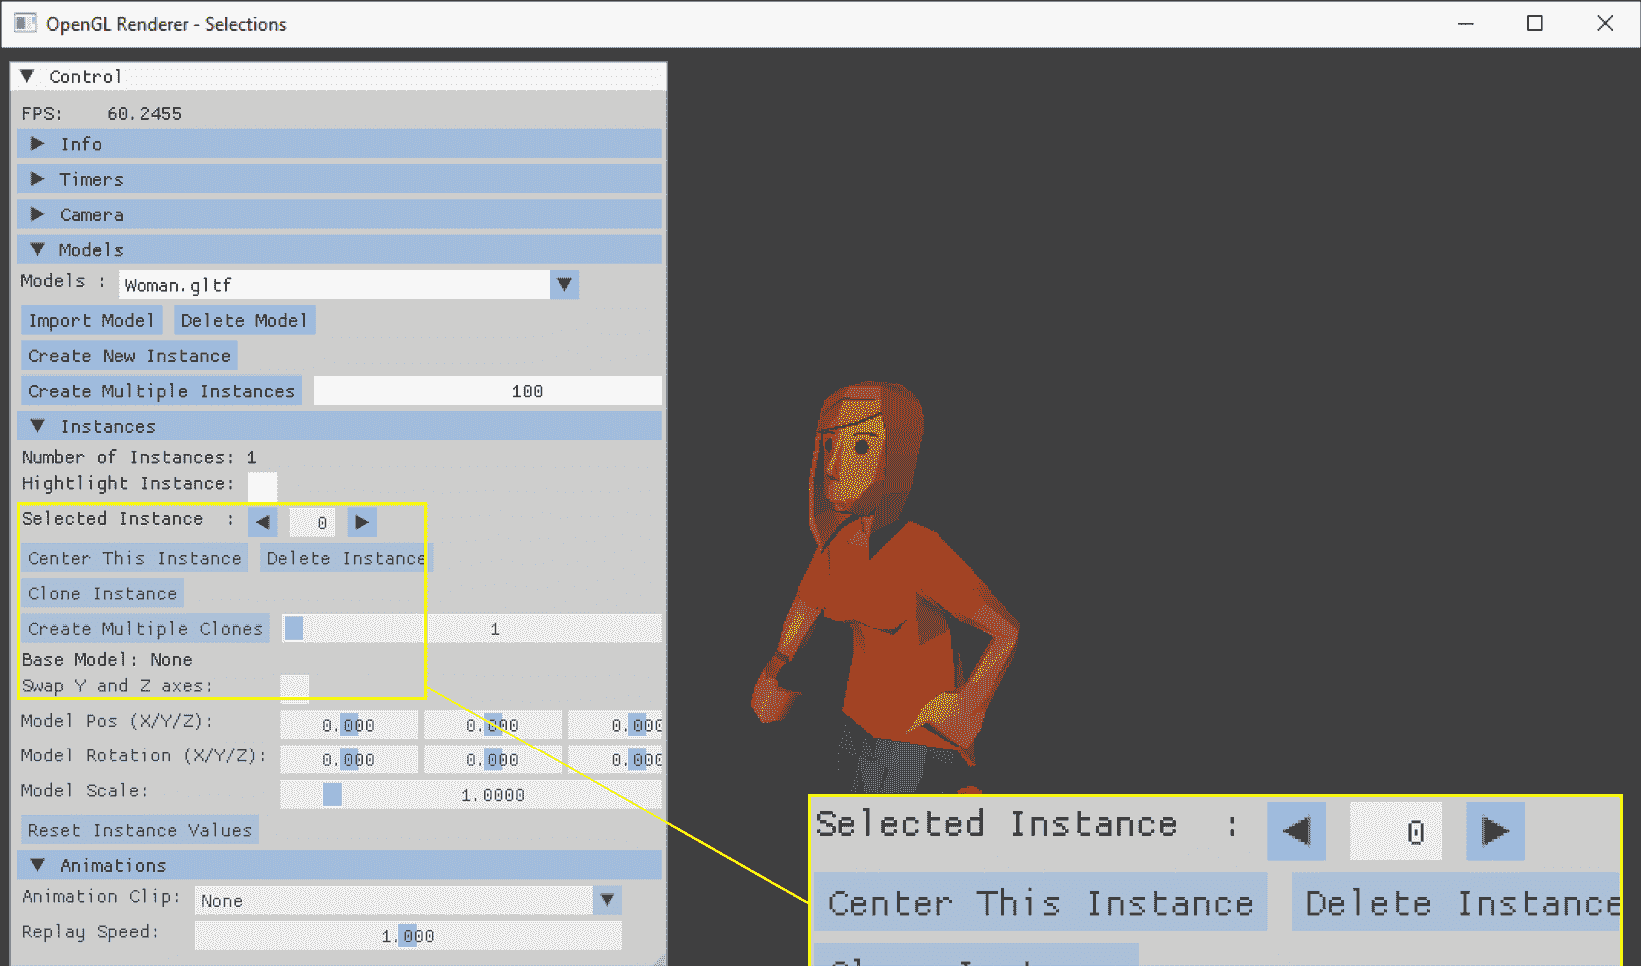 OpenGL Renderer - Selections
Control
FPS: 60.2455
Info
Timers
Camera
Models
Models : Woman.gltf
Import Model Delete Model
Create New Instance
Create Multiple Instances 100
Instances
Number of Instances: 1
Hightlight Instance:
Selected Instance : 0
Center This Instance Delete Instance
Clone Instance
Create Multiple Clones 1
Base Model: None
Swap Y and Z axes:
Model Pos (X/Y/Z): 0.000 0.000 0.000
Model Rotation (X/Y/Z): 0.000 0.000 0.000
Model Scale: 1.0000
Reset Instance Values
Animations
Animation Clip: None
Replay Speed: 1.000
Selected Instance : 0
Center This Instance Delete Instance